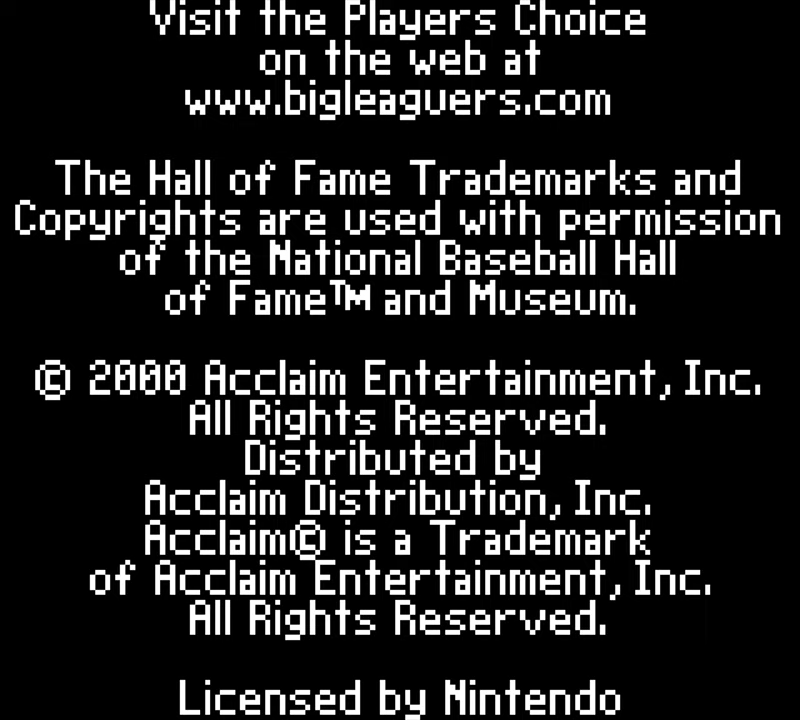 Visit the Players Choice
on the web at
www.bigleaguers.com
The Hall of Fame Trademarks and
Copyrights are used with permission
of the National Baseball Hall
of Fame™ and Museum.
© 2000 Acclaim Entertainment, Inc.
All Rights Reserved.
Distributed by
Acclaim Distribution, Inc.
Acclaim© is a Trademark
of Acclaim Entertainment, Inc.
All Rights Reserved.
Licensed by Nintendo